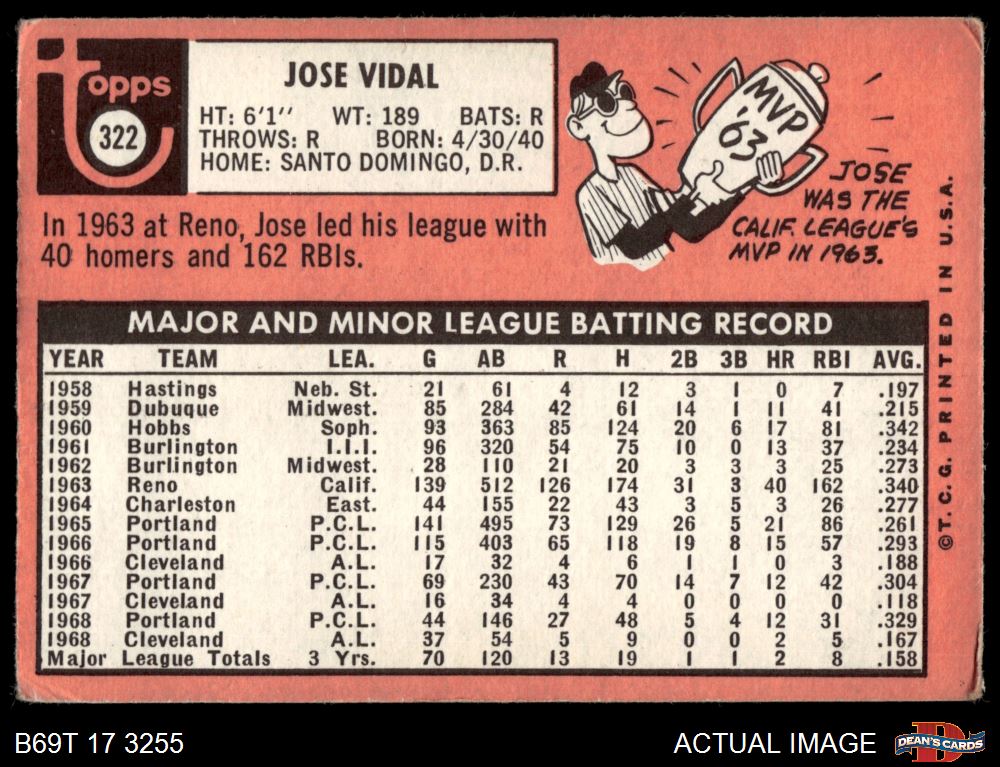 Topps
322
JOSE VIDAL
HT: 6'1'' WT: 189 BATS: R
THROWS: R BORN: 4/30/40
HOME: SANTO DOMINGO, D.R.
In 1963 at Reno, Jose led his league with
40 homers and 162 RBIs.
MVP
'63
JOSE
WAS THE
CALIF. LEAGUE'S
MVP IN 1963.
MAJOR AND MINOR LEAGUE BATTING RECORD
YEAR TEAM LEA. G AB R H 2B 3B HR RBI AVG.
1958 Hastings Neb. St. 21 61 4 12 3 1 0 7 .197
1959 Dubuque Midwest. 85 284 42 61 14 1 11 41 .215
1960 Hobbs Soph. 93 363 85 124 20 6 17 81 .342
1961 Burlington I.I.I. 96 320 54 75 10 0 13 37 .234
1962 Burlington Midwest. 28 110 21 20 3 3 3 25 .273
1963 Reno Calif. 139 512 126 174 31 3 40 162 .340
1964 Charleston East. 44 155 22 43 3 5 3 26 .277
1965 Portland P.C.L. 141 495 73 129 26 5 21 86 .261
1966 Portland P.C.L. 115 403 65 118 19 8 15 57 .293
1966 Cleveland A.L. 17 32 4 6 1 1 0 3 .188
1967 Portland P.C.L. 69 230 43 70 14 7 12 42 .304
1967 Cleveland A.L. 16 34 4 4 0 0 0 0 .118
1968 Portland P.C.L. 44 146 27 48 5 4 12 31 .329
1968 Cleveland A.L. 37 54 5 9 0 0 2 5 .167
Major League Totals 3 Yrs. 70 120 13 19 1 1 2 8 .158
©T. C. G. PRINTED IN U.S.A.
B69T 17 3255
ACTUAL IMAGE
D
DEAN'S CARDS